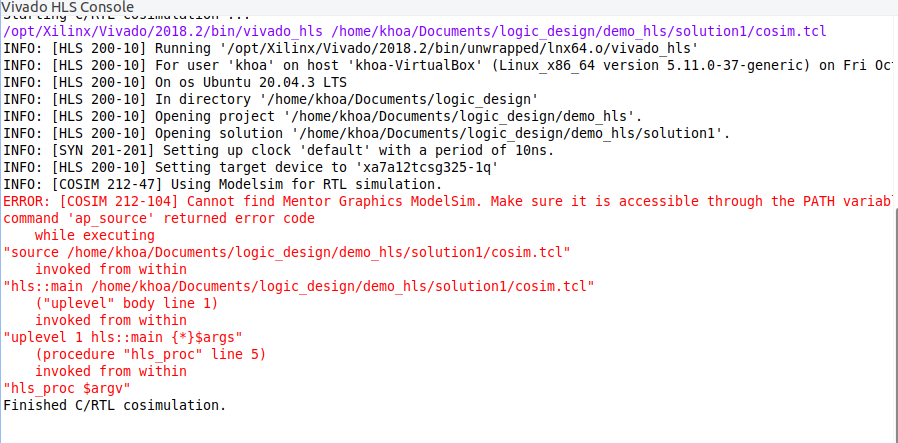 Vivado HLS Console
Starting C/RTL cosimulation ...
/opt/Xilinx/Vivado/2018.2/bin/vivado_hls /home/khoa/Documents/logic_design/demo_hls/solution1/cosim.tcl
INFO: [HLS 200-10] Running '/opt/Xilinx/Vivado/2018.2/bin/unwrapped/lnx64.o/vivado_hls'
INFO: [HLS 200-10] For user 'khoa' on host 'khoa-VirtualBox' (Linux_x86_64 version 5.11.0-37-generic) on Fri Oct
INFO: [HLS 200-10] On os Ubuntu 20.04.3 LTS
INFO: [HLS 200-10] In directory '/home/khoa/Documents/logic_design'
INFO: [HLS 200-10] Opening project '/home/khoa/Documents/logic_design/demo_hls'.
INFO: [HLS 200-10] Opening solution '/home/khoa/Documents/logic_design/demo_hls/solution1'.
INFO: [SYN 201-201] Setting up clock 'default' with a period of 10ns.
INFO: [HLS 200-10] Setting target device to 'xa7a12tcsg325-1q'
INFO: [COSIM 212-47] Using Modelsim for RTL simulation.
ERROR: [COSIM 212-104] Cannot find Mentor Graphics ModelSim. Make sure it is accessible through the PATH variabl
command 'ap_source' returned error code
    while executing
"source /home/khoa/Documents/logic_design/demo_hls/solution1/cosim.tcl"
    invoked from within
"hls::main /home/khoa/Documents/logic_design/demo_hls/solution1/cosim.tcl"
    ("uplevel" body line 1)
    invoked from within
"uplevel 1 hls::main {*}$args"
    (procedure "hls_proc" line 5)
    invoked from within
"hls_proc $argv"
Finished C/RTL cosimulation.